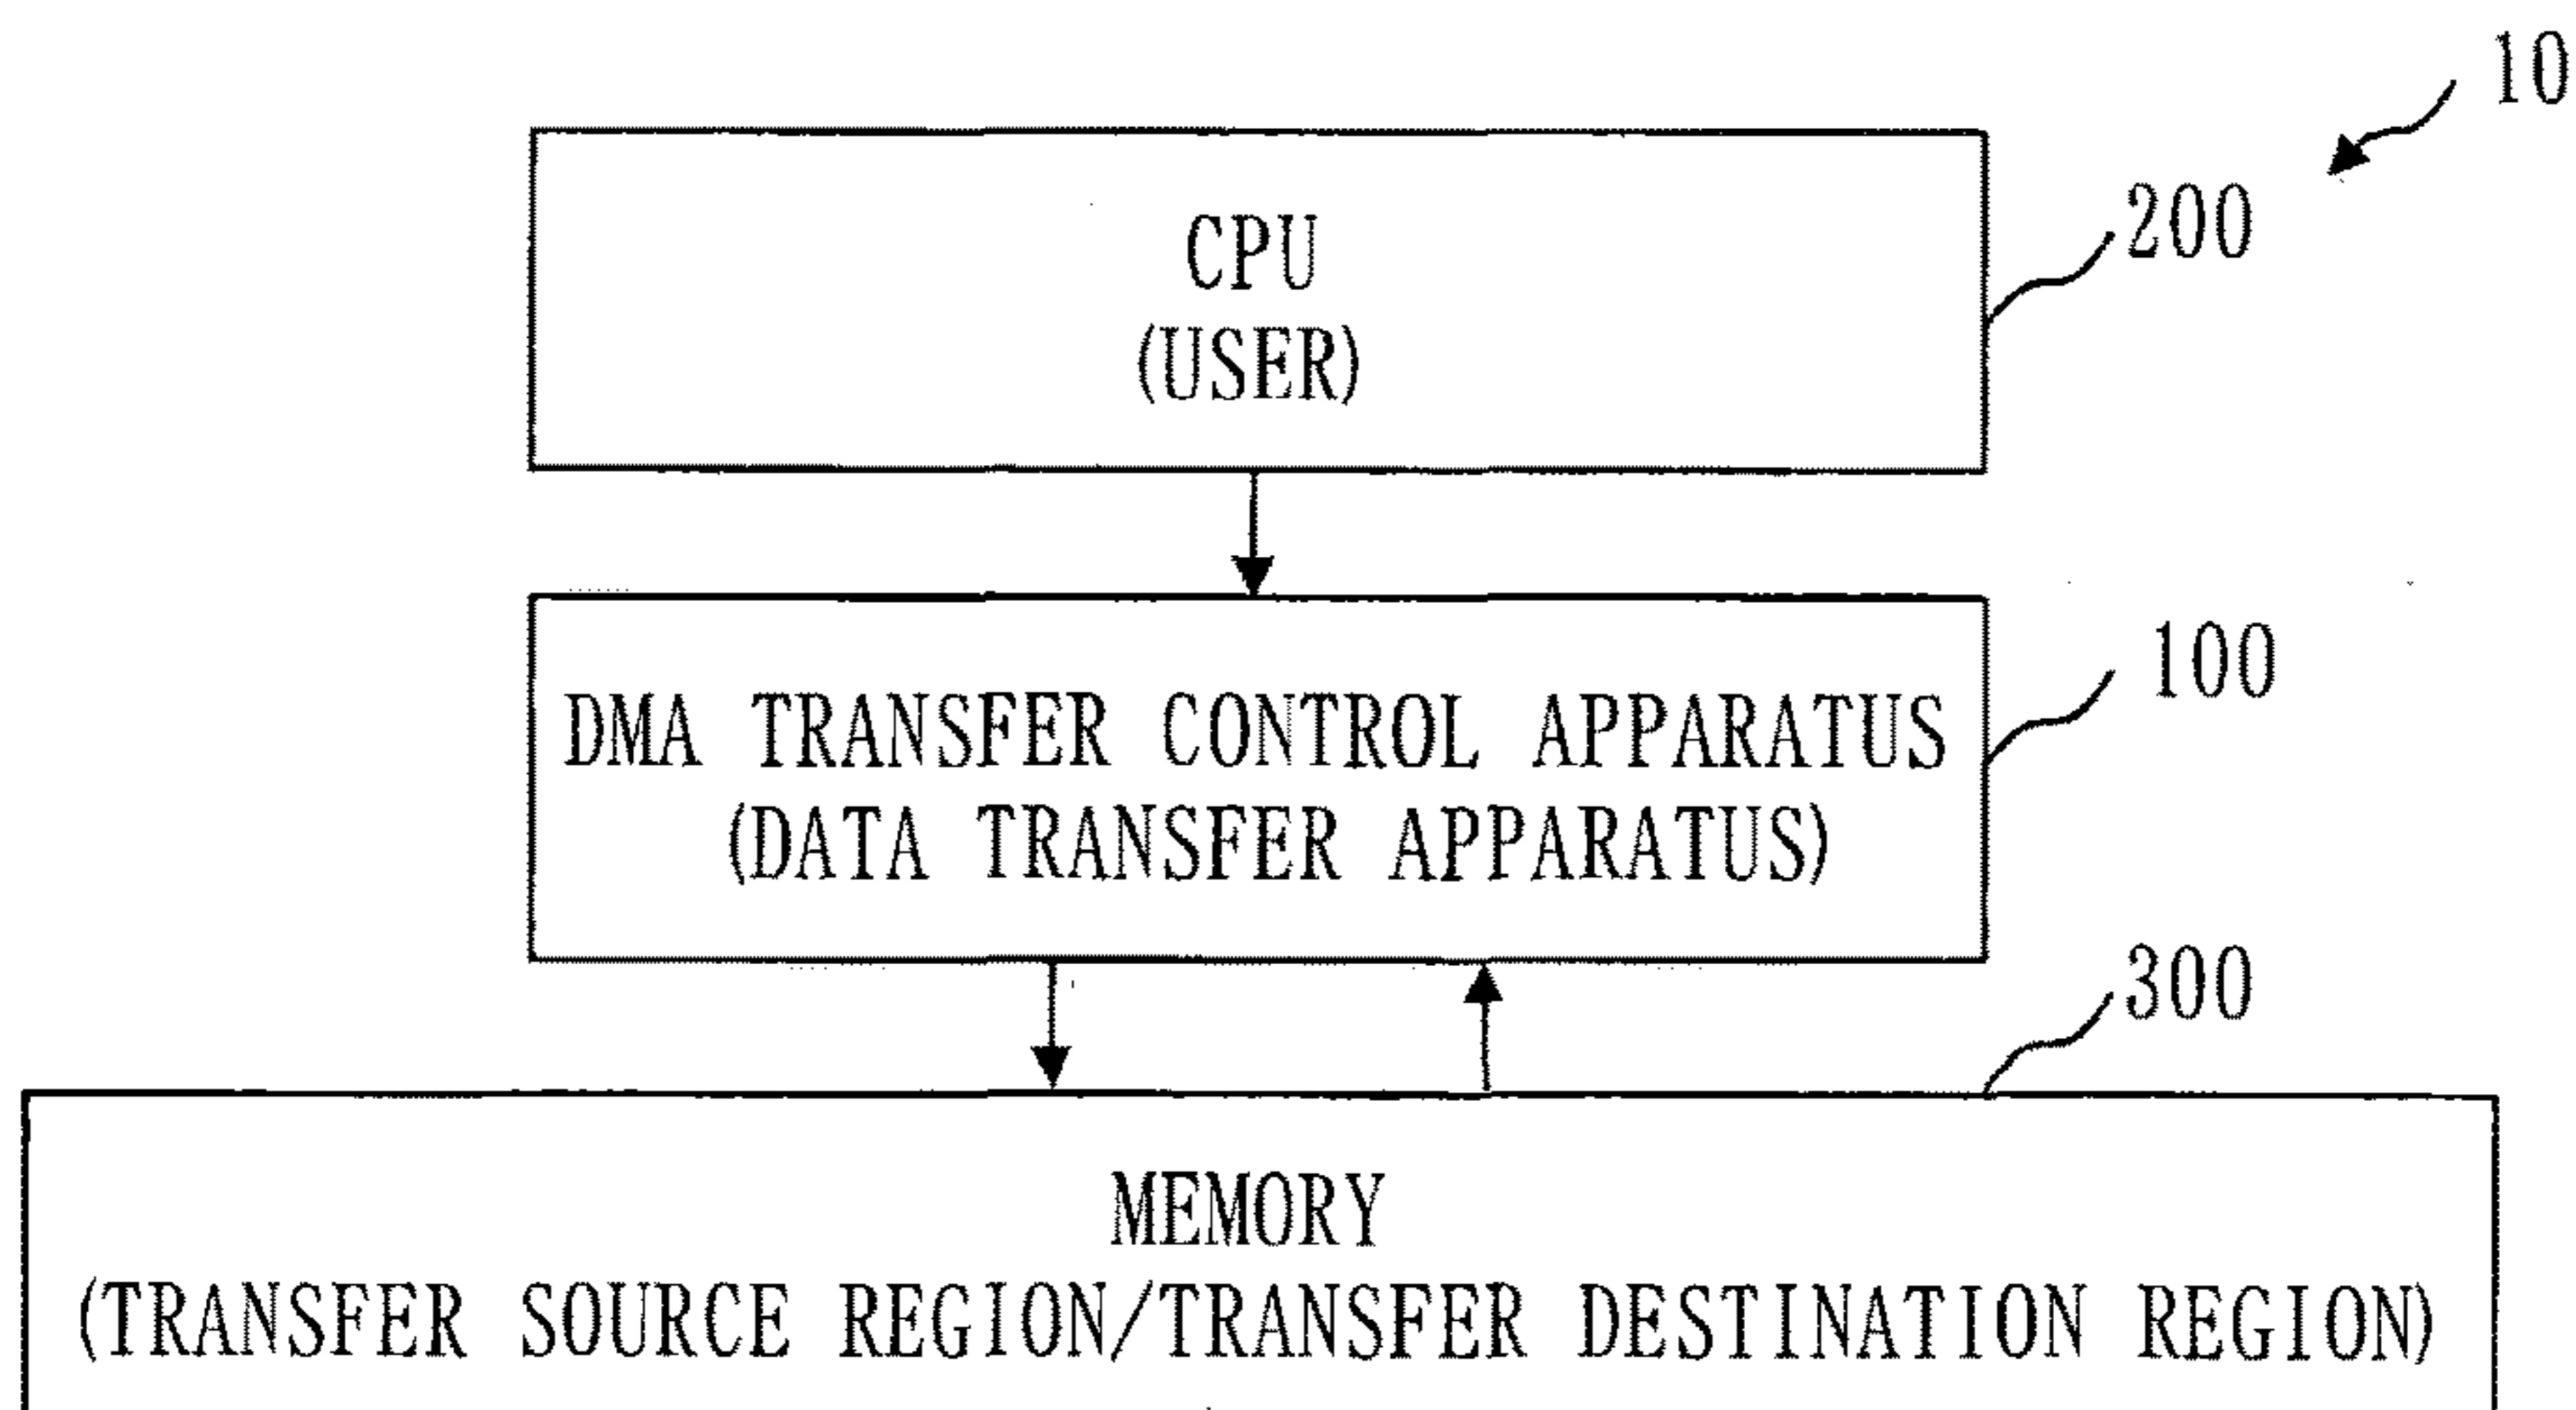 10
200
CPU
(USER)
100
DMA TRANSFER CONTROL APPARATUS
(DATA TRANSFER APPARATUS)
300
MEMORY
(TRANSFER SOURCE REGION/TRANSFER DESTINATION REGION)